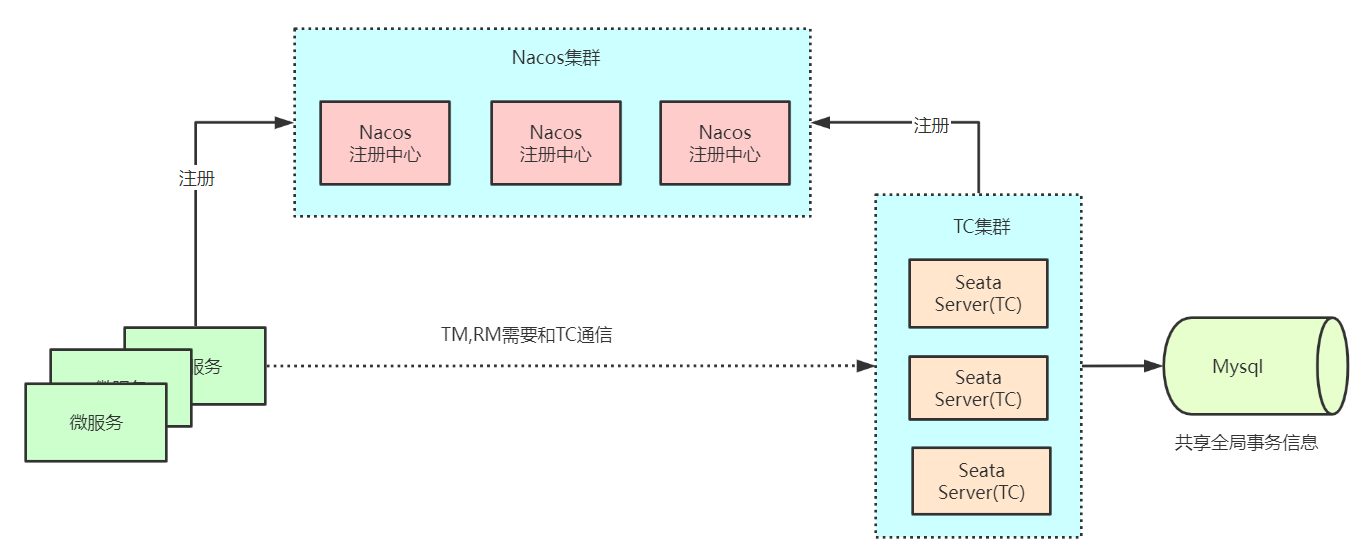 Nacos集群
Nacos
注册中心
Nacos
注册中心
Nacos
注册中心
注册
注册
TC集群
Seata
Server(TC)
Seata
Server(TC)
Seata
Server(TC)
TM,RM需要和TC通信
服务
微服务
Mysql
共享全局事务信息